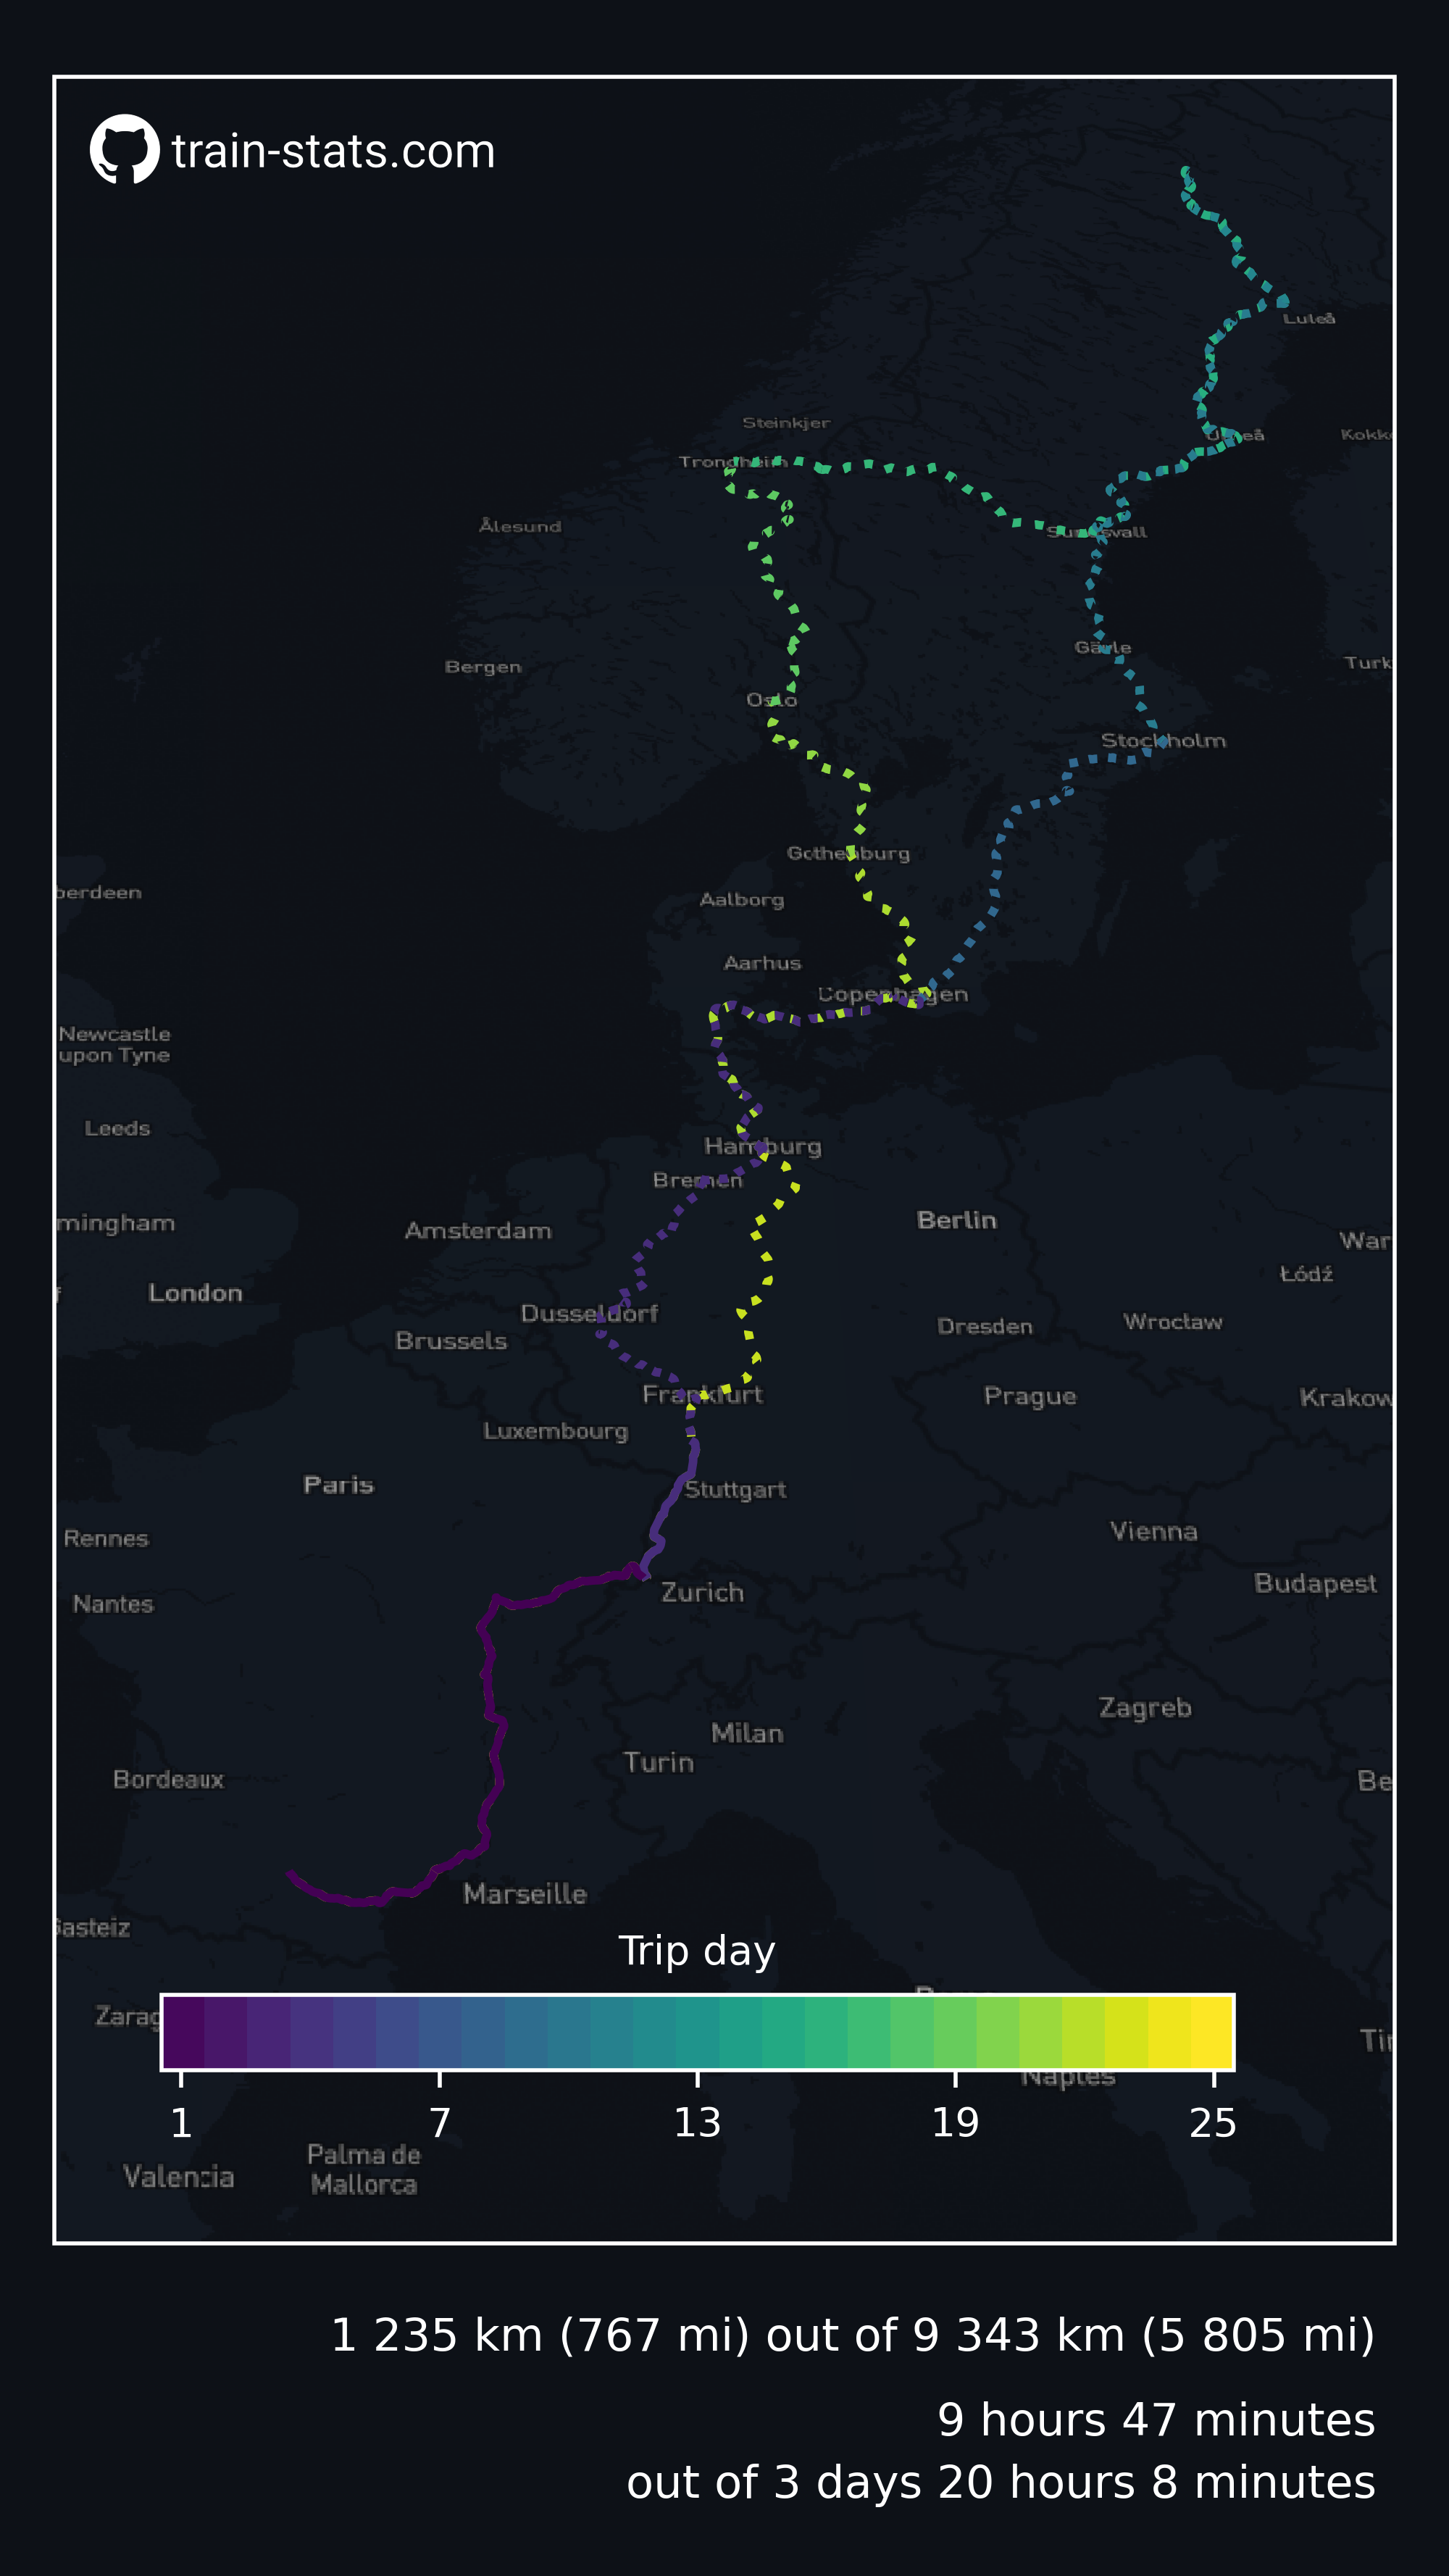 train-stats.com
Luleå
Steinkjer
Kokk
Trondheim
Ålesund
Sundsvall
Gävle
Bergen
Turk
Oslo
Stockholm
Gothenburg
berdeen
Aalborg
Aarhus
Copenhagen
Newcastle
upon Tyne
Leeds
Hamburg
Bremen
mingham
Amsterdam
Berlin
War
London
Łódź
Dusseldorf
Brussels
Dresden
Wrocław
Frankfurt
Prague
Krakow
Luxembourg
Paris
Stuttgart
Rennes
Vienna
Nantes
Zurich
Budapest
Zagreb
Milan
Turin
Bordeaux
Be
Marseille
Gasteiz
Trip day
Zarag
Tir
Naples
1 7 13 19 25
Palma de
Mallorca
Valencia
1 235 km (767 mi) out of 9 343 km (5 805 mi)
9 hours 47 minutes
out of 3 days 20 hours 8 minutes